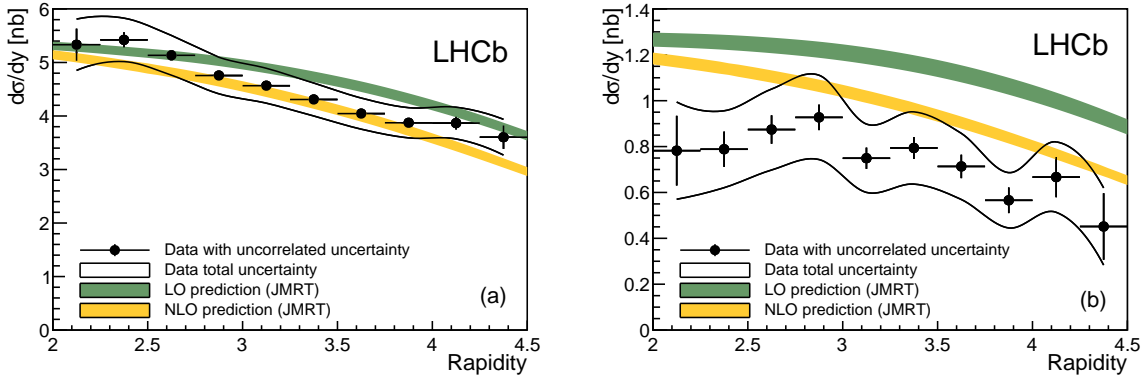 dσ/dy [nb]
6
5
4
3
2
1
0
LHCb
Data with uncorrelated uncertainty
Data total uncertainty
LO prediction (JMRT)
NLO prediction (JMRT)
(a)
2 2.5 3 3.5 4 4.5
Rapidity
dσ/dy [nb]
1.4
1.2
1
0.8
0.6
0.4
0.2
0
LHCb
Data with uncorrelated uncertainty
Data total uncertainty
LO prediction (JMRT)
NLO prediction (JMRT)
(b)
2 2.5 3 3.5 4 4.5
Rapidity